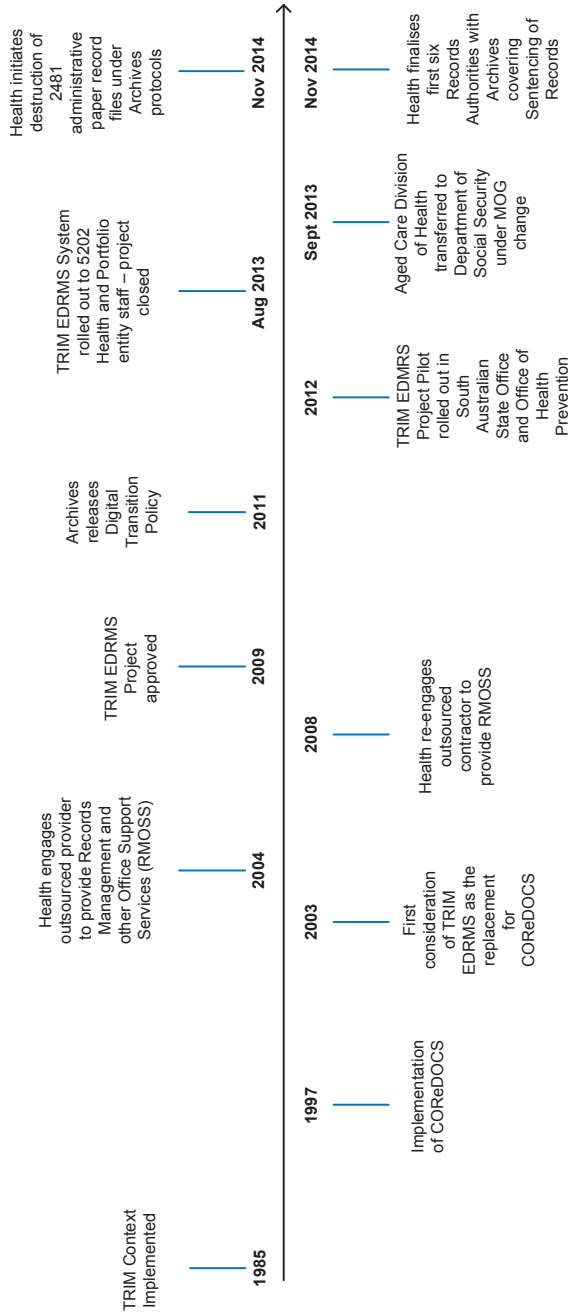 TRIM Context
Implemented
1985
Implementation
of COReDOCS
1997
First
consideration
of TRIM
EDRMS as the
replacement
for
COReDOCS
2003
Health engages
outsourced provider
to provide Records
Management and
other Office Support
Services (RMOSS)
2004
Health re-engages
outsourced
contractor to
provide RMOSS
2008
TRIM EDRMS
Project
approved
2009
Archives
releases
Digital
Transition
Policy
2011
TRIM EDMRS
Project Pilot
rolled out in
South
Australian
State Office
and Office of
Health
Prevention
2012
TRIM EDRMS System
rolled out to 5202
Health and Portfolio
entity staff – project
closed
Aug 2013
Aged Care Division
of Health
transferred to
Department of
Social Security
under MOG
change
Sept 2013
Health initiates
destruction of
2481
administrative
paper record
files under
Archives
protocols
Nov 2014
Nov 2014
Health finalises
first six
Records
Authorities with
Archives
covering
Sentencing of
Records